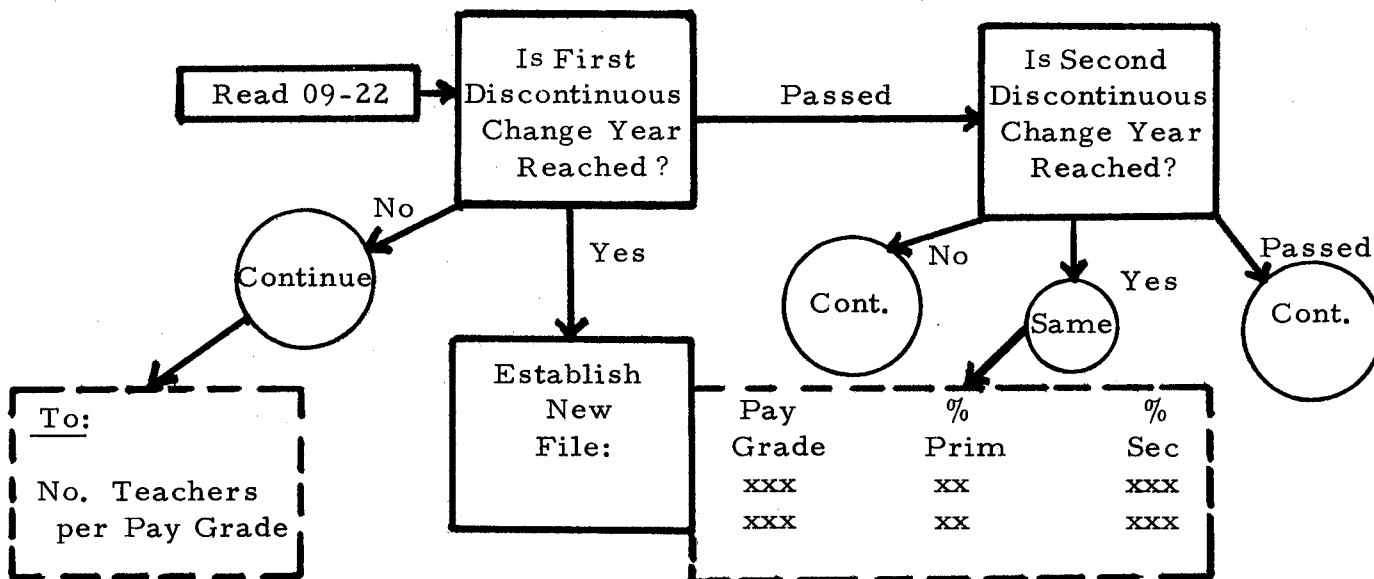 Read 09-22
Is First
Discontinuous
Change Year
Reached?
Passed
Is Second
Discontinuous
Change Year
Reached?
No
Yes
Continue
No
Yes
Passed
Cont.
Same
Cont.
To:
No. Teachers
per Pay Grade
Establish
New
File:
Pay % %
Grade Prim Sec
xxx xx xxx
xxx xx xxx